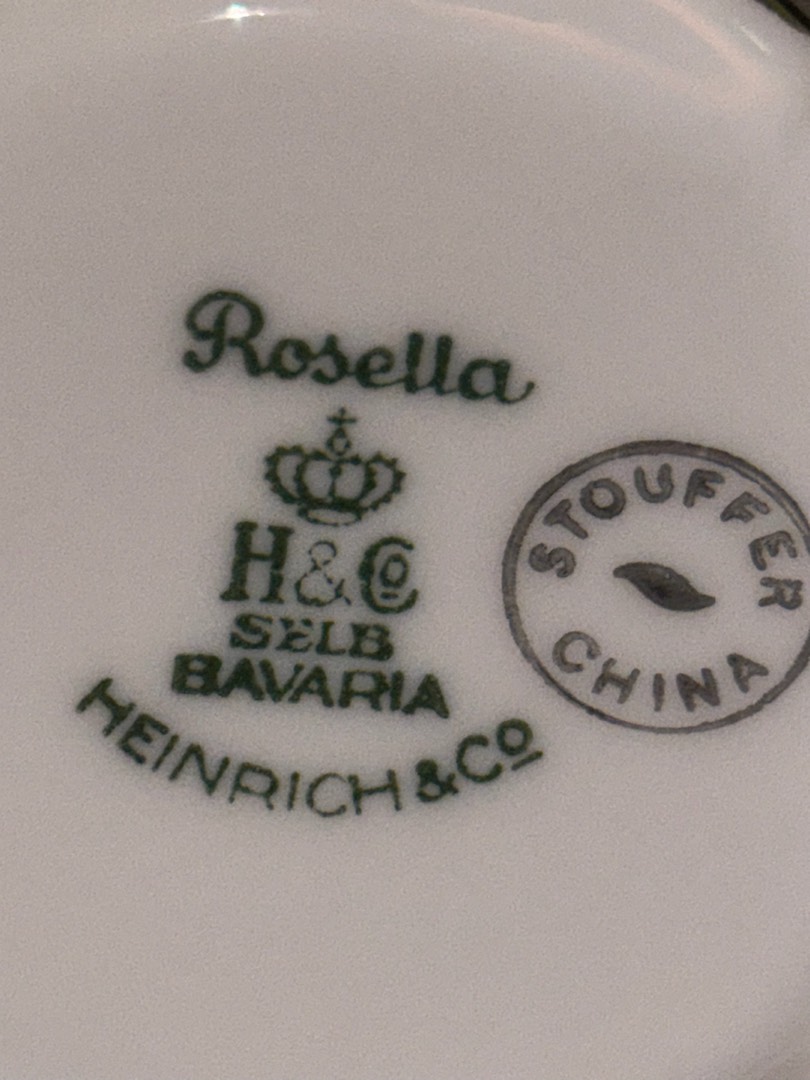 Rosella
H&Co
SELB
BAVARIA
HEINRICH & Co
STOUFFER
CHINA